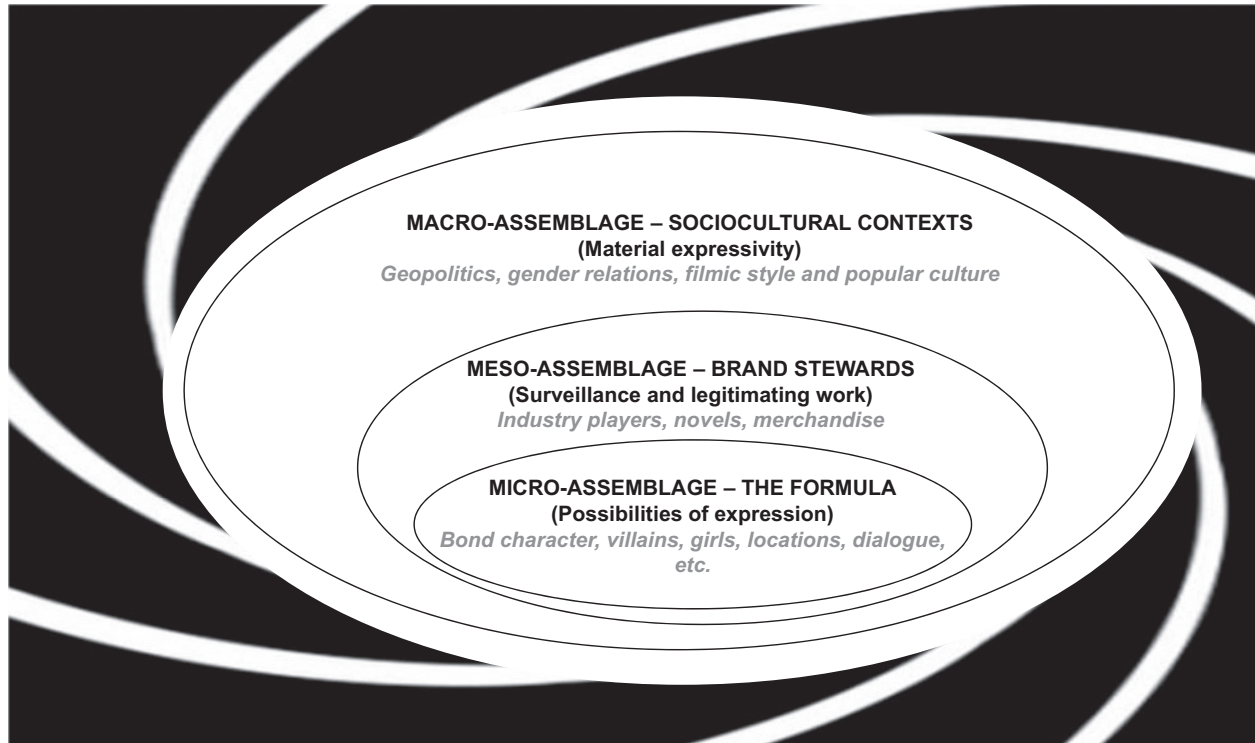 MACRO-ASSEMBLAGE – SOCIOCULTURAL CONTEXTS
(Material expressivity)
Geopolitics, gender relations, filmic style and popular culture
MESO-ASSEMBLAGE – BRAND STEWARDS
(Surveillance and legitimating work)
Industry players, novels, merchandise
MICRO-ASSEMBLAGE – THE FORMULA
(Possibilities of expression)
Bond character, villains, girls, locations, dialogue,
etc.